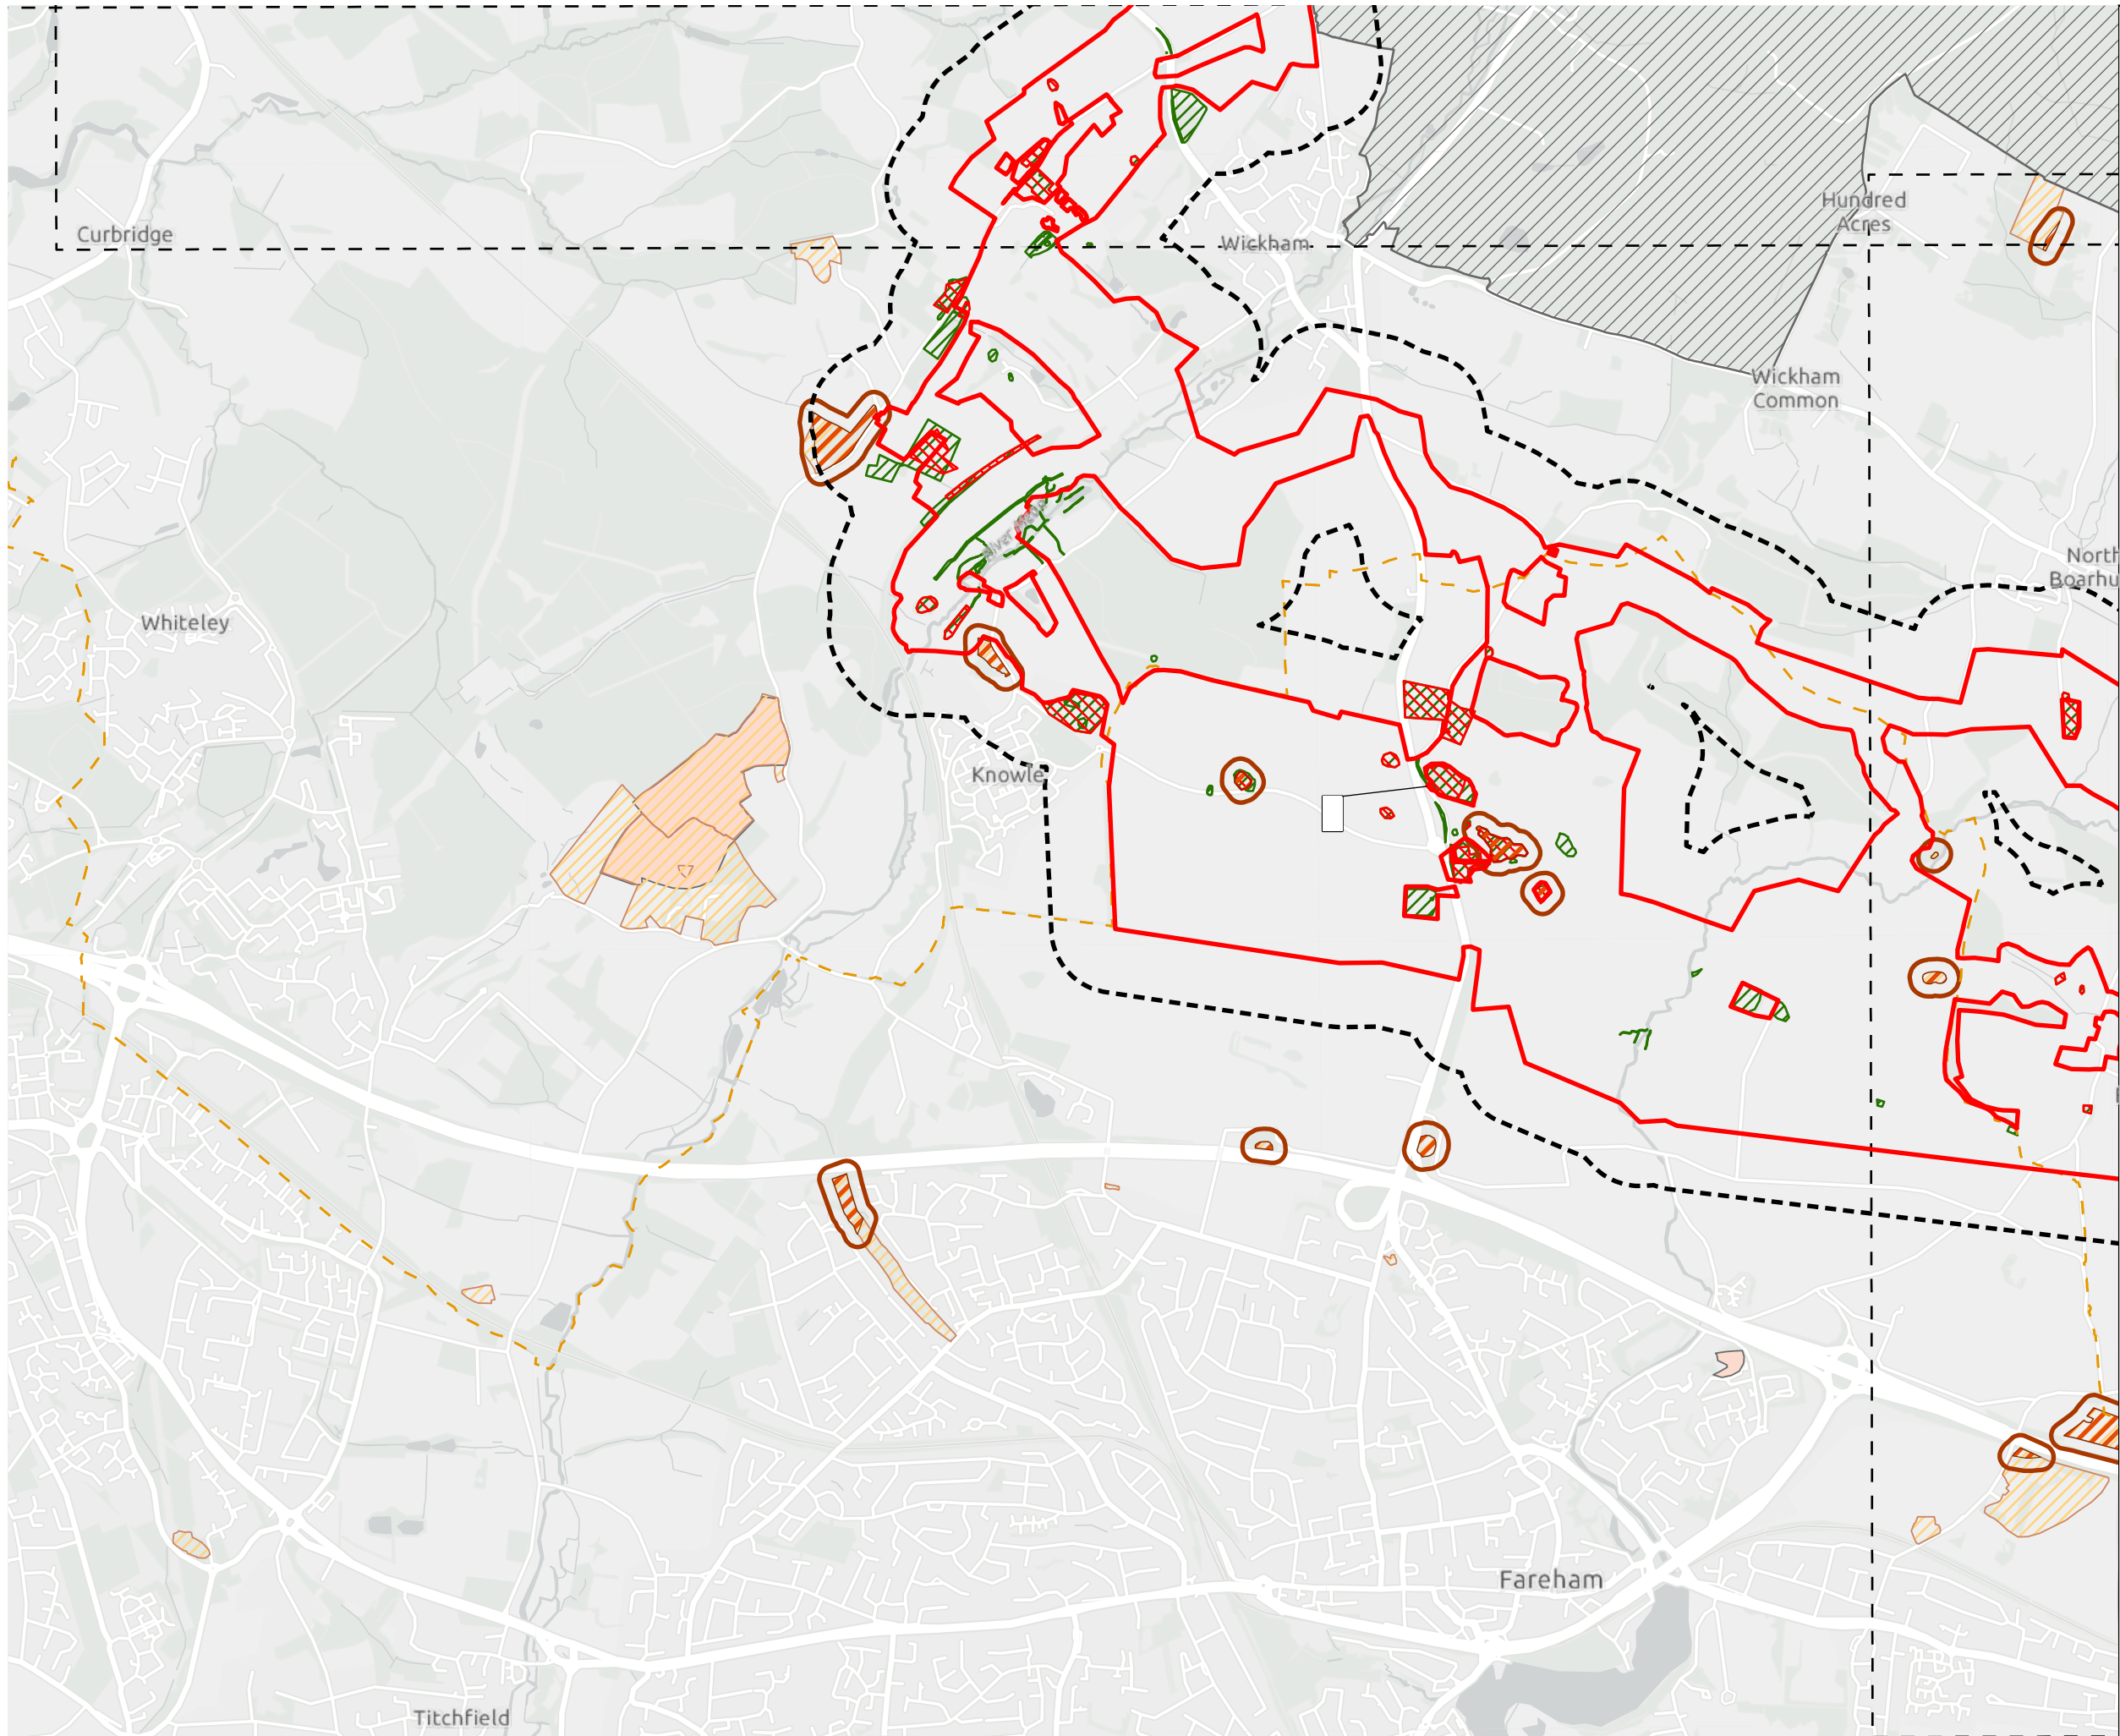 Hundred
Acres
Curbridge
Wickham
Wickham
Common
North
Boarhu
Whiteley
Knowle
Fareham
Titchfield